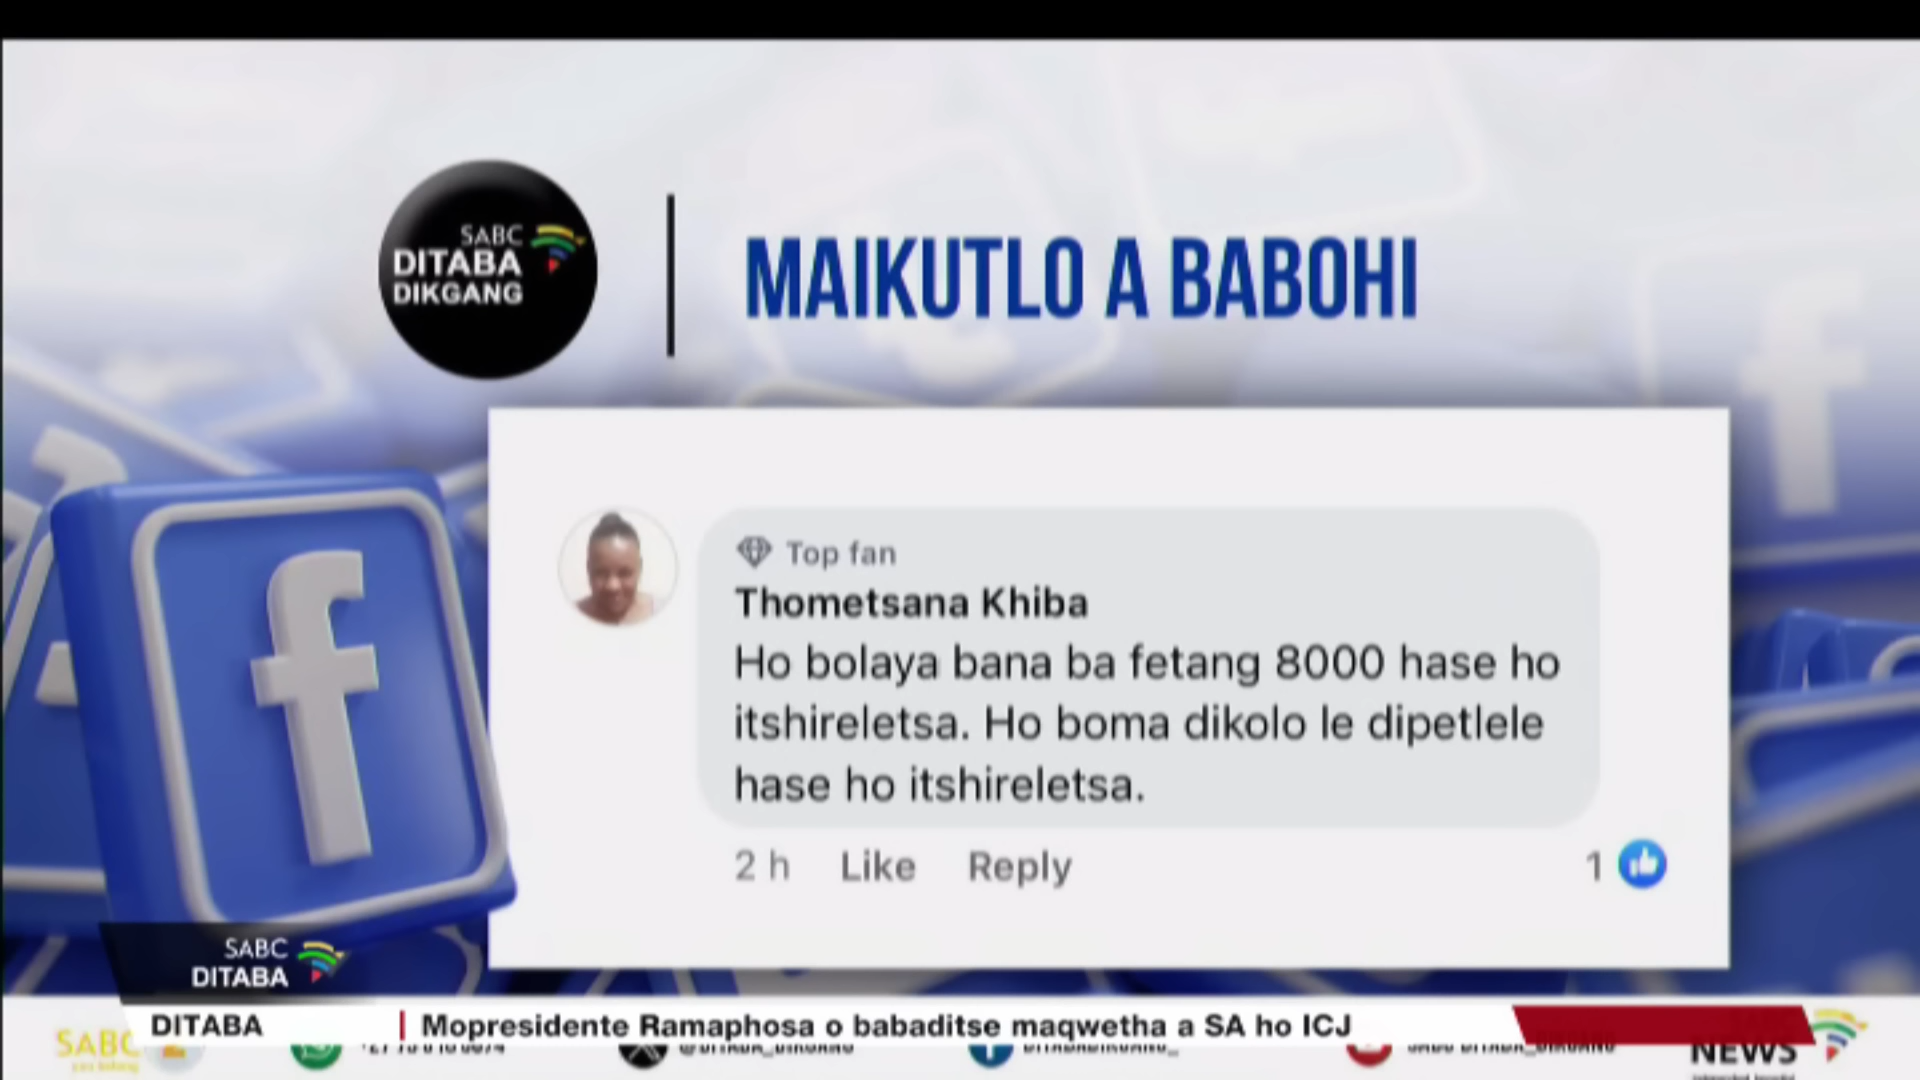 SABC
DITABA
DIKGANG
MAIKUTLO A BABOHI
Top fan
Thometsana Khiba
Ho bolaya bana ba fetang 8000 hase ho
itshireletsa. Ho boma dikolo le dipetlele
hase ho itshireletsa.
2 h Like Reply
1
SABC
DITABA
DITABA
Mopresidente Ramaphosa o babaditse maqwetha a SA ho ICJ
SABC
NEWS